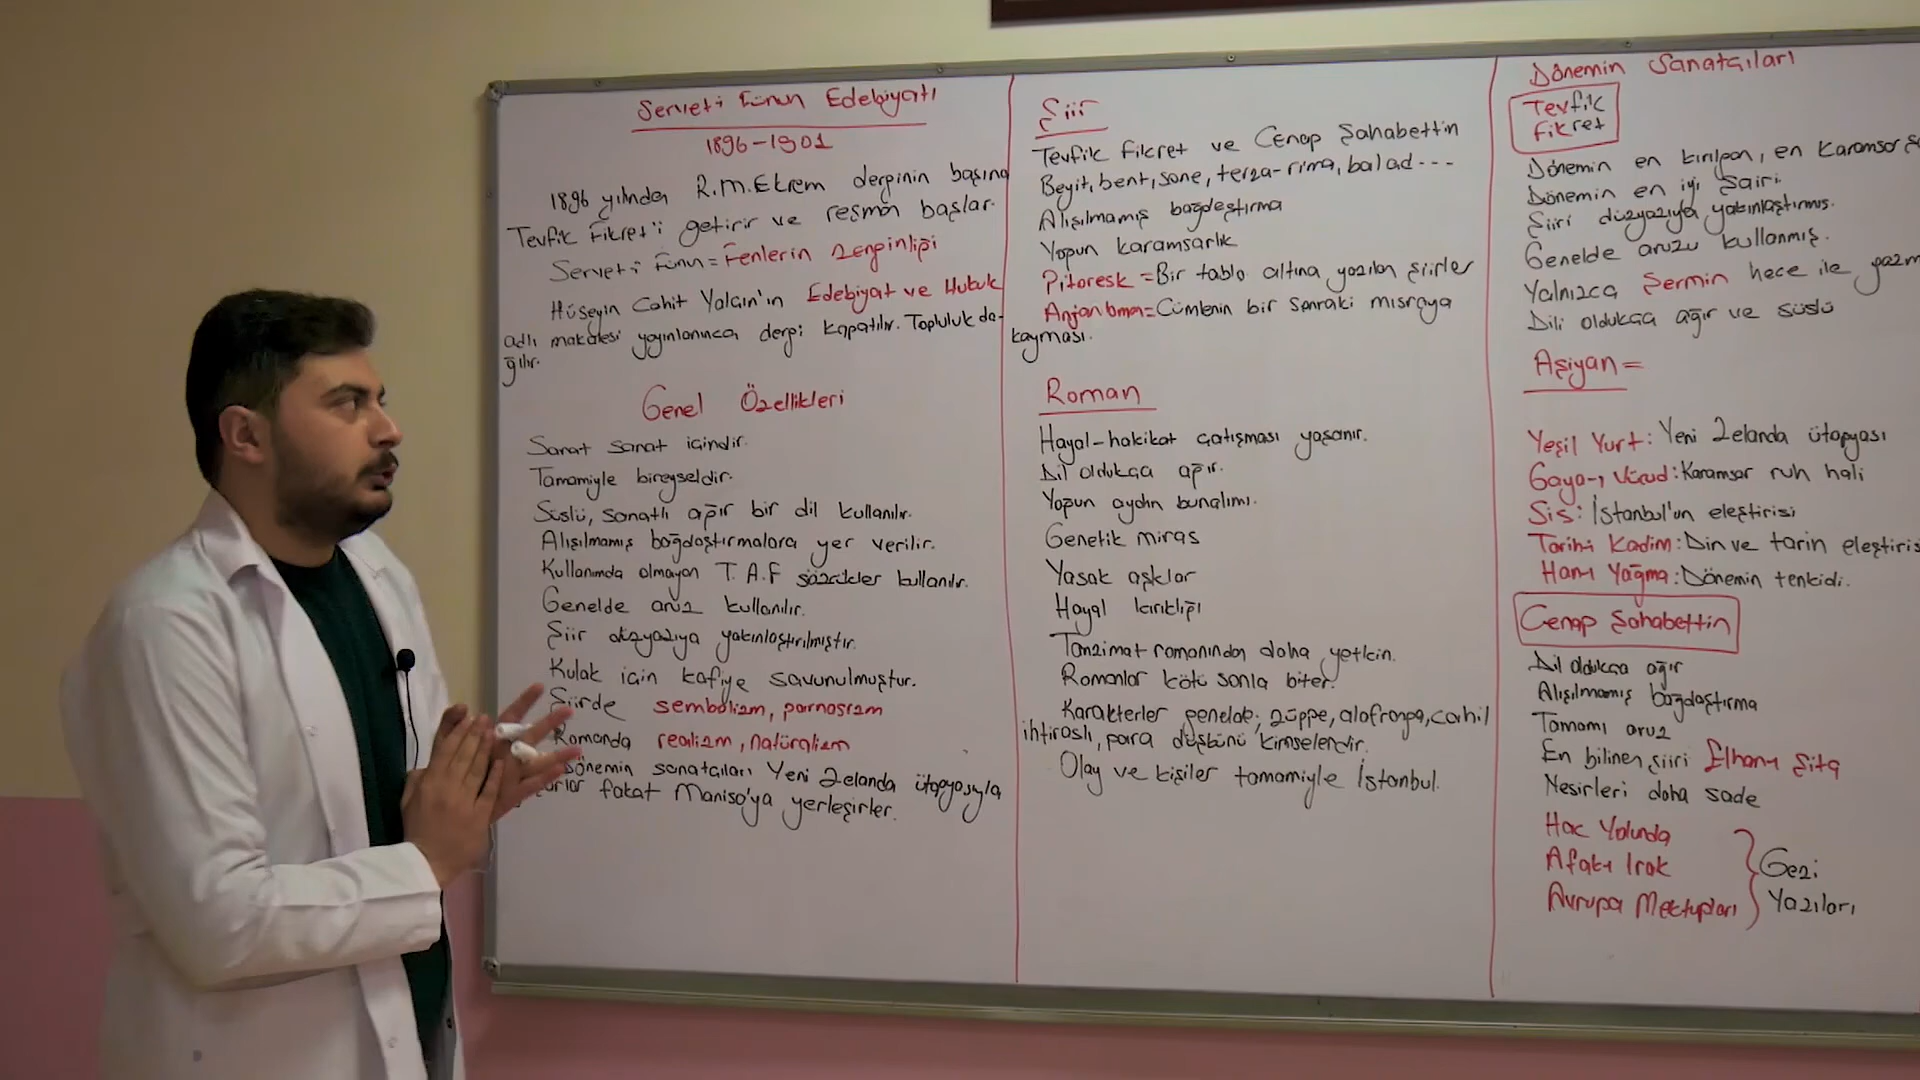 Servet-i Fünun Edebiyatı
1896-1901
1896 yılında R.M.Ekrem derginin başına
Tevfik Fikret'i getirir ve resmen başlar.
Servet-i Fünun = Fenlerin zenginliği
Hüseyin Cahit Yalçın'ın Edebiyat ve Hukuk
adlı makalesi yayınlanınca dergi kapatılır. Topluluk da-
ğılır.
Genel Özellikleri
Sanat sanat içindir.
Tamamiyle bireyseldir.
Süslü, sanatlı ağır bir dil kullanılır.
Alışılmamış bağdaştırmalara yer verilir.
Kullanımda olmayan T. A. F sözcükler kullanılır.
Genelde aruz kullanılır.
Şiir düzyazıya yakınlaştırılmıştır.
Kulak için kafiye savunulmuştur.
Şiirde sembolizm, parnasizm
Romanda realizm, natüralizm
Dönemin sanatçıları Yeni Zelanda ütopyasıyla
fakat Manisa'ya yerleşirler.
Şiir
Tevfik Fikret ve Cenap Şahabettin
Beyit, bent, sone, terza-rima, balad ---
Alışılmamış bağdaştırma
Yoğun karamsarlık
Pitoresk = Bir tablo altına yazılan şiirler
Anjanbman = Cümlenin bir sonraki mısraya
kayması.
Roman
Hayal-hakikat çatışması yaşanır.
Dil oldukça ağır.
Yoğun aydın bunalımı.
Genetik miras
Yasak aşklar
Hayal kırıklığı
Tanzimat romanından daha yetkin.
Romanlar kötü sonla biter.
Karakterler genelde; züppe, alafranga, cahil
ihtiraslı, para düşkünü kimselerdir.
Olay ve kişiler tamamiyle İstanbul.
Dönemin Sanatçıları
Tevfik
Fikret
Dönemin en kırılgan, en karamsar
Dönemin en iyi şairi.
Şiiri düzyazıya yakınlaştırmış.
Genelde aruzu kullanmış.
Yalnızca Şermin hece ile
Dili oldukça ağır ve süslü
Aşiyan =
Yeşil Yurt: Yeni Zelanda ütopyası
Gaya-ı Vücud: Karamsar ruh hali
Sis: İstanbul'un eleştirisi
Tarih-i Kadim: Din ve tarih
Han-ı Yağma: Dönemin tenkidi.
Cenap Şahabettin
Dil oldukça ağır
Alışılmamış bağdaştırma
Tamamı aruz
En bilinen şiiri Elhan-ı Şita
Nesirleri daha sade
Hac Yolunda
Afak-ı Irak
Avrupa Mektupları
Gezi
Yazıları